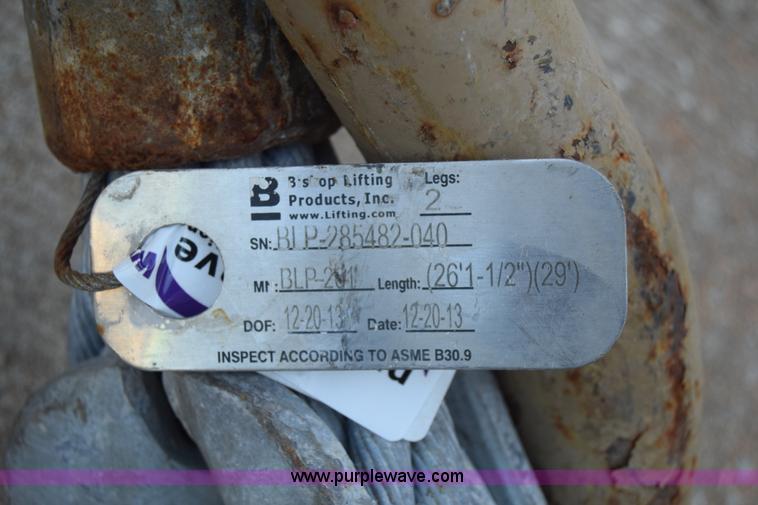 B
Bishop Lifting
Products, Inc.
www.Lifting.com
Legs:
2
SN: BLP-285482-040
Length: (26'1-1/2")(29')
DOF: 12-20-13 Date: 12-20-13
INSPECT ACCORDING TO ASME B30.9
www.purplewave.com